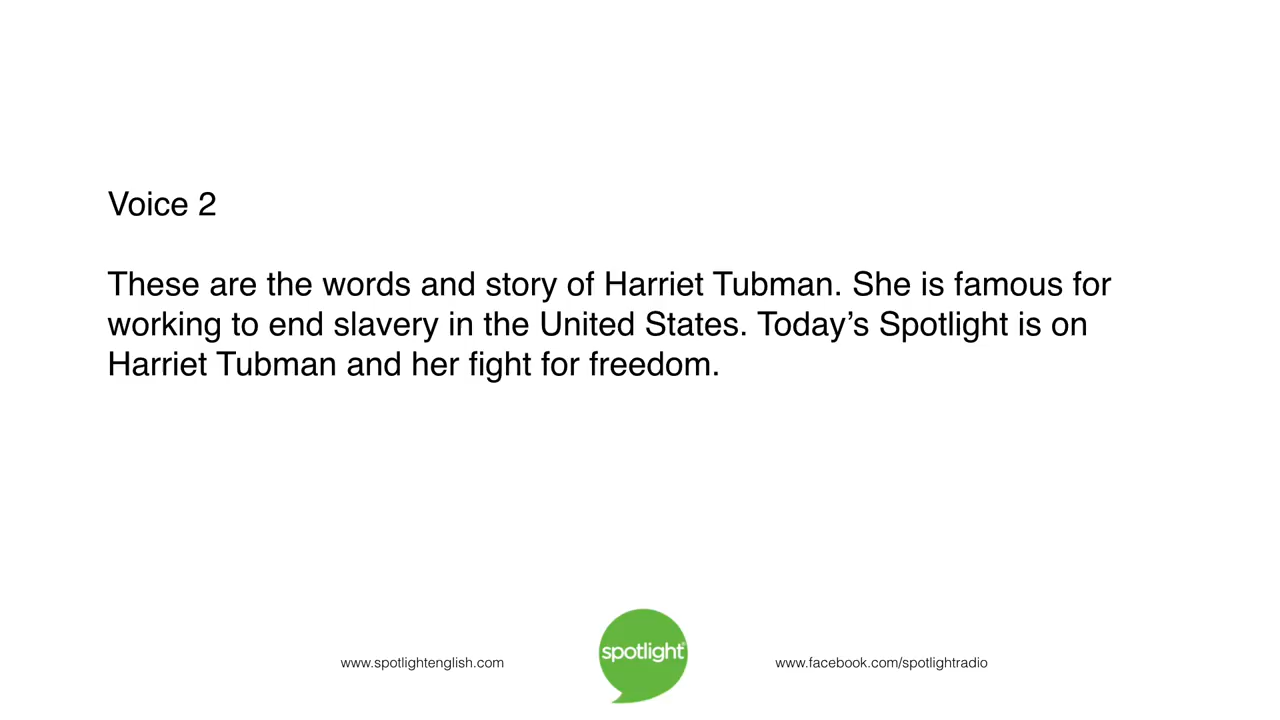 Voice 2
These are the words and story of Harriet Tubman. She is famous for
working to end slavery in the United States. Today’s Spotlight is on
Harriet Tubman and her fight for freedom.
www.spotlightenglish.com
spotlight®
www.facebook.com/spotlightradio